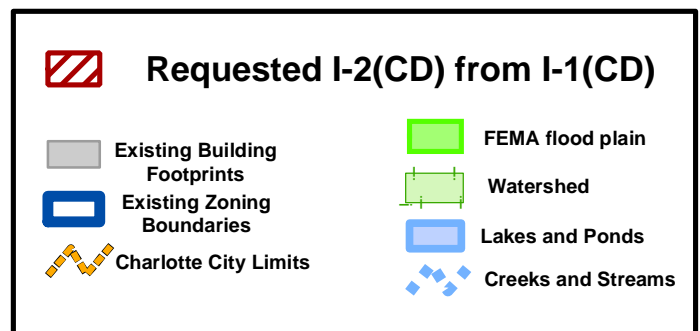 Requested I-2(CD) from I-1(CD)
Existing Building
Footprints
Existing Zoning
Boundaries
Charlotte City Limits
FEMA flood plain
Watershed
Lakes and Ponds
Creeks and Streams